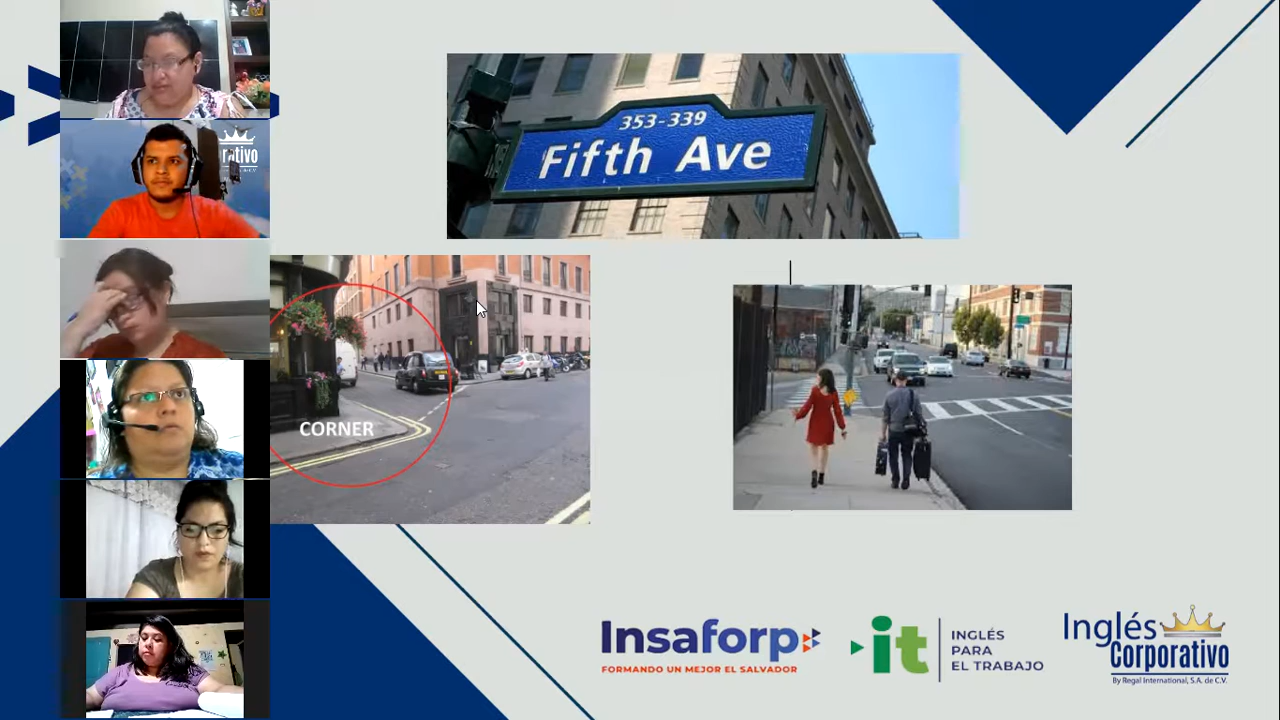 353-339
Fifth Ave
CORNER
Insaforp
FORMANDO UN MEJOR EL SALVADOR
it
INGLÉS
PARA
EL TRABAJO
Inglés
Corporativo
By Regal International, S.A. de C.V.